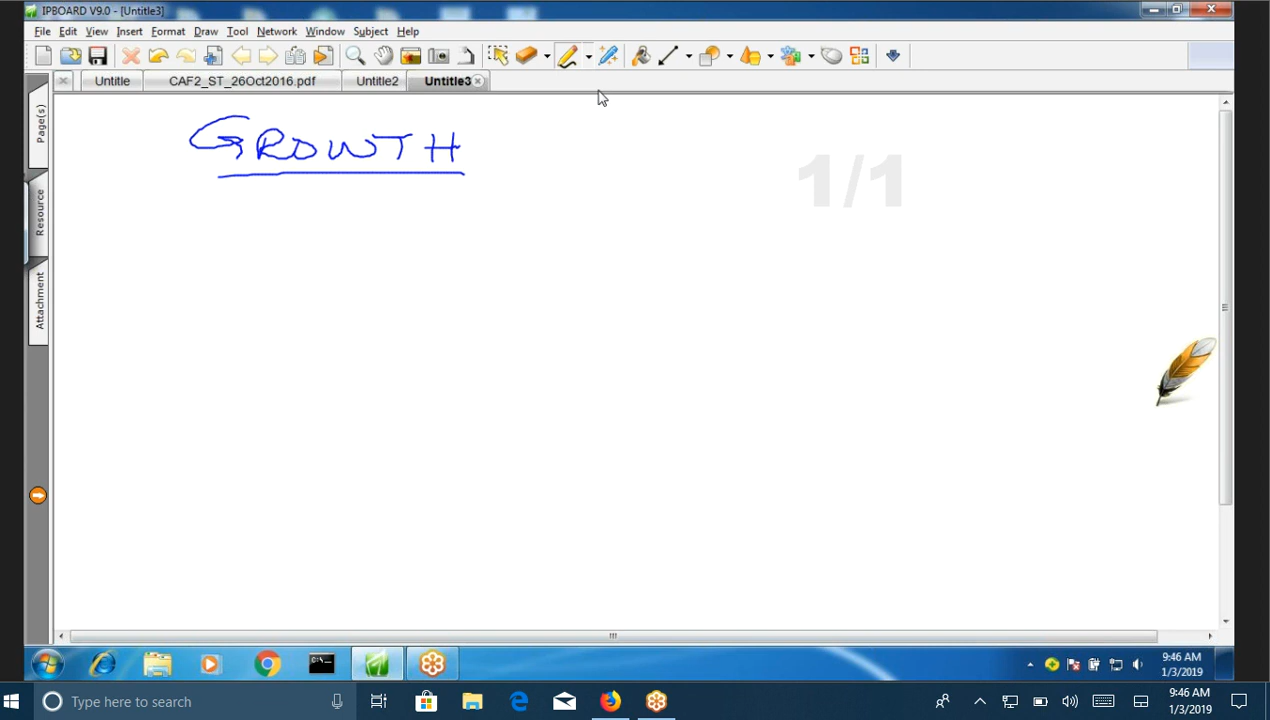 IPBOARD V9.0 - [Untitle3]
File Edit View Insert Format Draw Tool Network Window Subject Help
Untitle CAF2_ST_26Oct2016.pdf Untitle2 Untitle3
Page(s)
Resource
Attachment
GROWTH
1/1
9:46 AM
1/3/2019
Type here to search
9:46 AM
1/3/2019